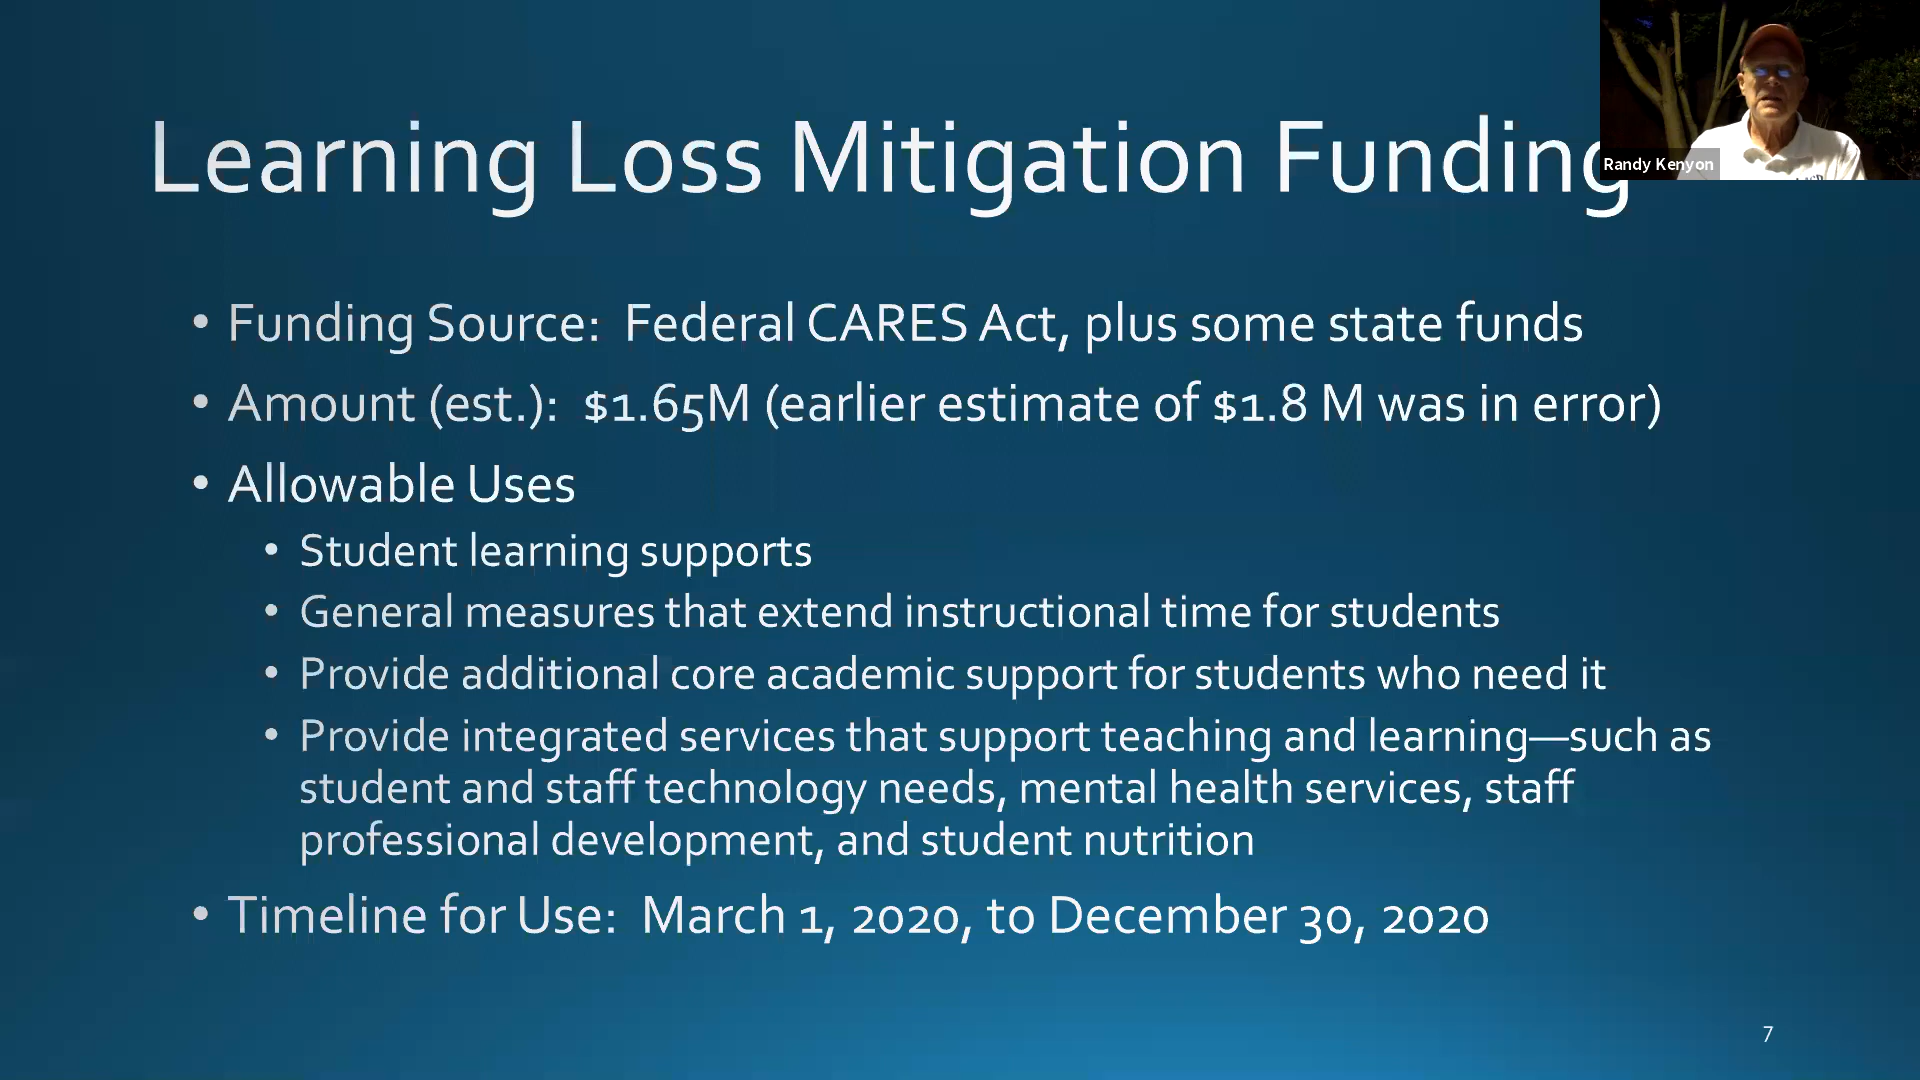 Learning Loss Mitigation Funding
Randy Kenyon
• Funding Source:  Federal CARES Act, plus some state funds
• Amount (est.):  $1.65M (earlier estimate of $1.8 M was in error)
• Allowable Uses
• Student learning supports
• General measures that extend instructional time for students
• Provide additional core academic support for students who need it
• Provide integrated services that support teaching and learning—such as
student and staff technology needs, mental health services, staff
professional development, and student nutrition
• Timeline for Use:  March 1, 2020, to December 30, 2020
7